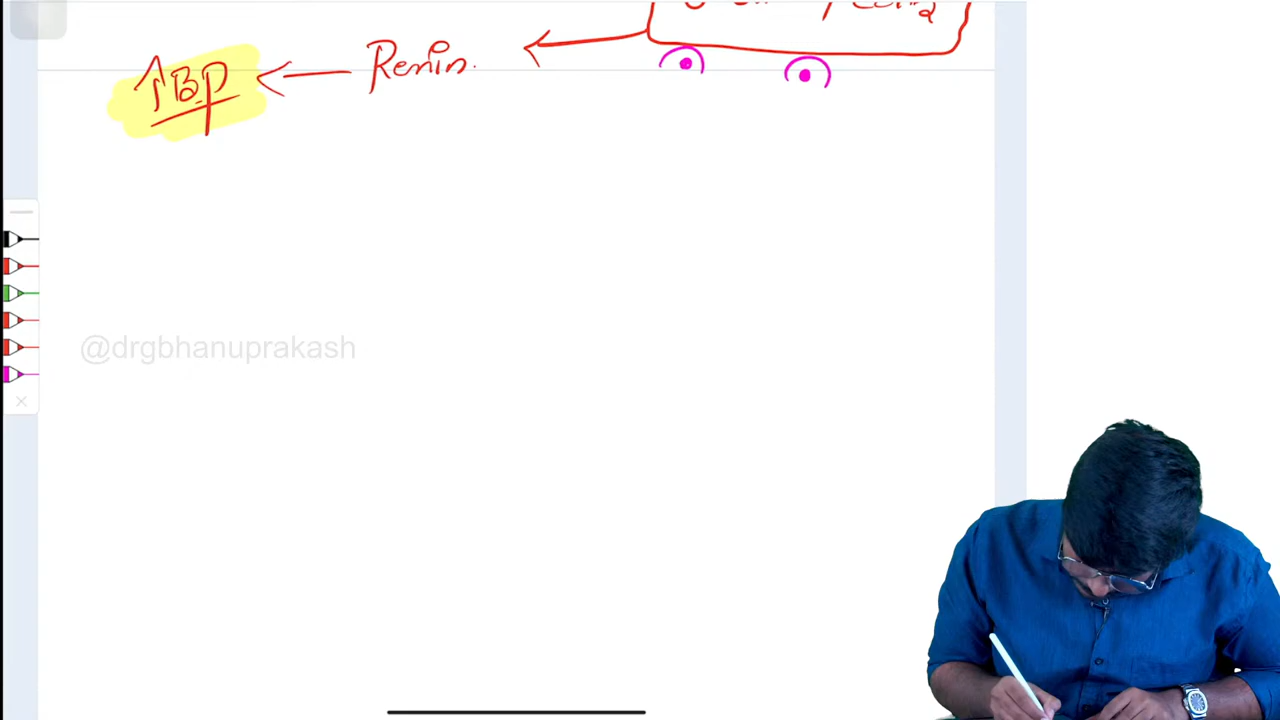 ↑BP ← Renin. ←
@drgbhanuprakash